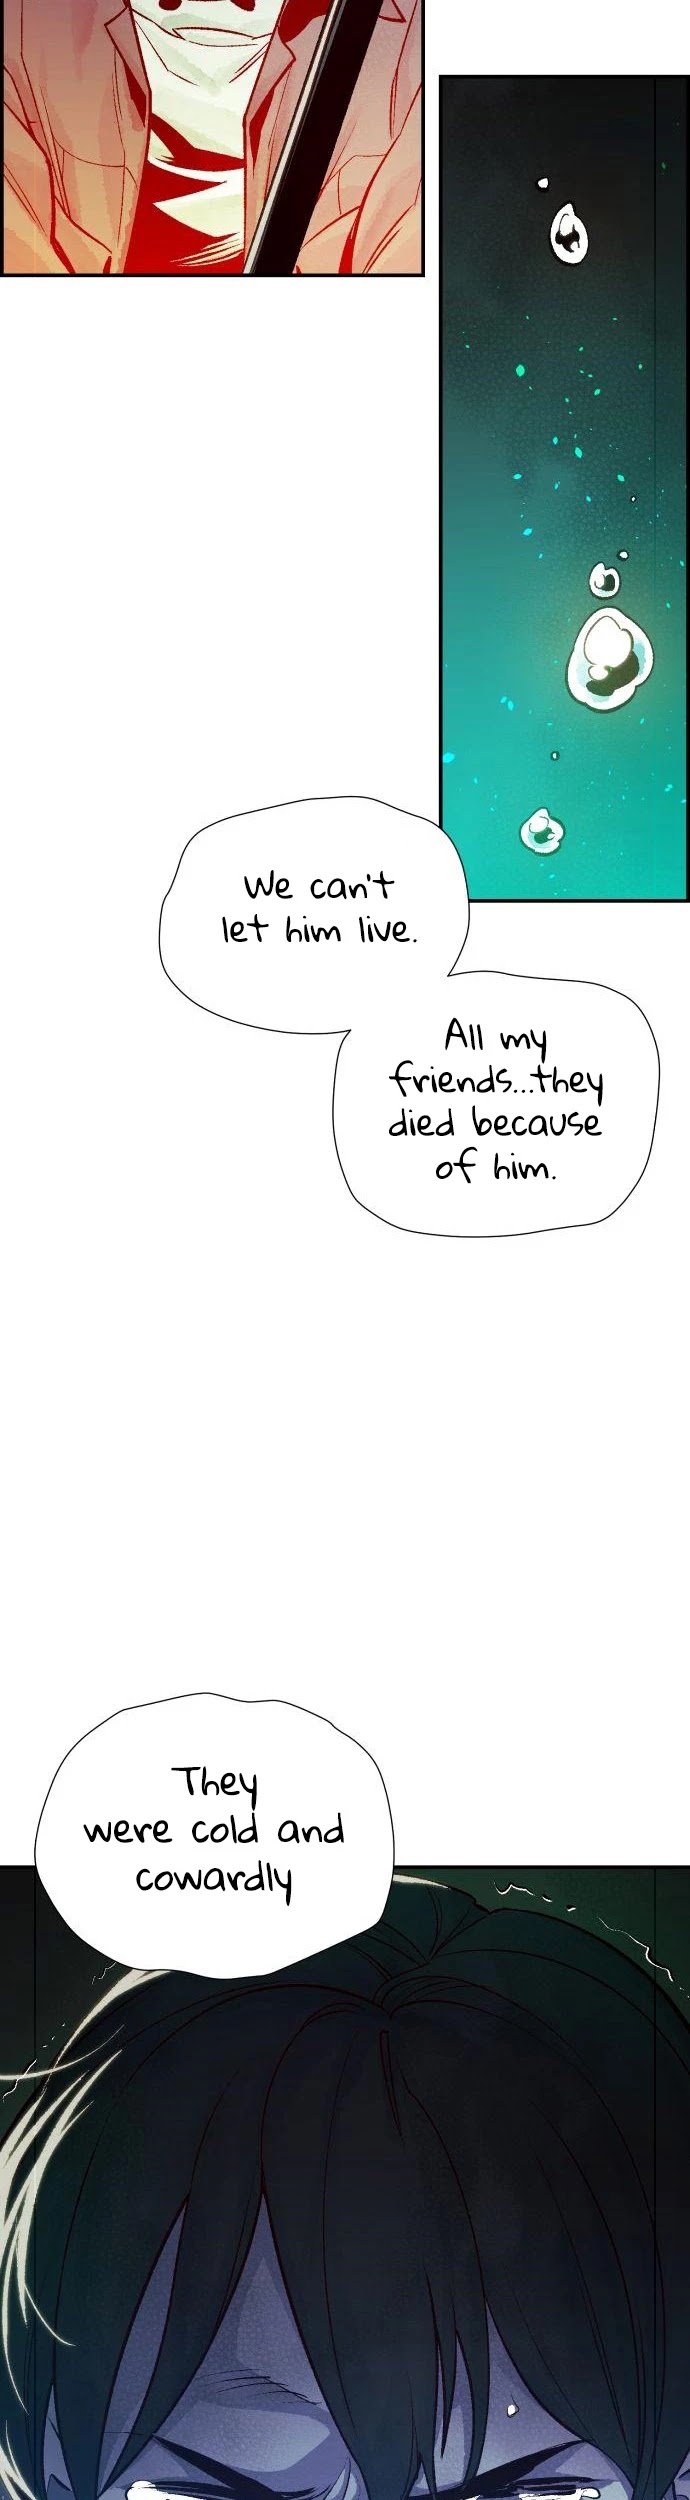 We can't
let him live.
All my
friends...they
died because
of him.
They
were cold and
cowardly